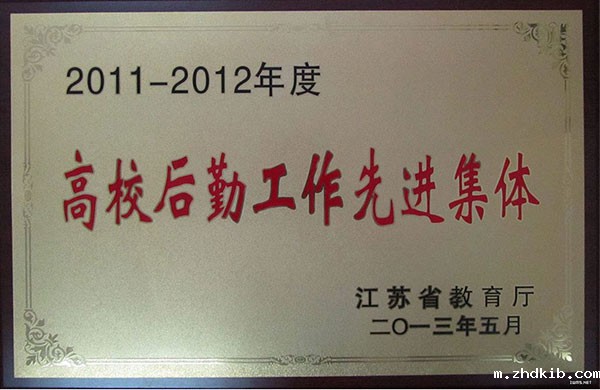 2011-2012年度
高校后勤工作先进集体
江苏省教育厅
二〇一三年五月
m.zhdkib.com